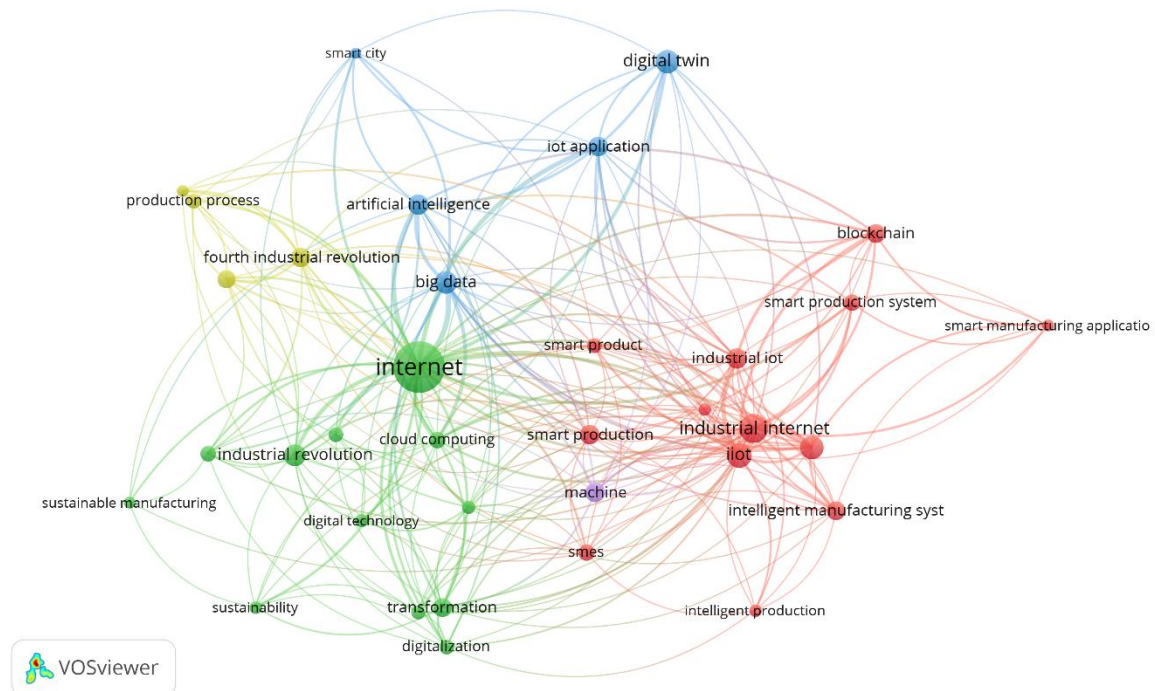 smart city
digital twin
iot application
production process
artificial intelligence
blockchain
fourth industrial revolution
big data
smart production system
smart manufacturing applicatio
smart product
industrial iot
internet
industrial internet
smart production
cloud computing
industrial revolution
iiot
machine
sustainable manufacturing
intelligent manufacturing syst
digital technology
smes
sustainability
transformation
intelligent production
digitalization
VOSviewer